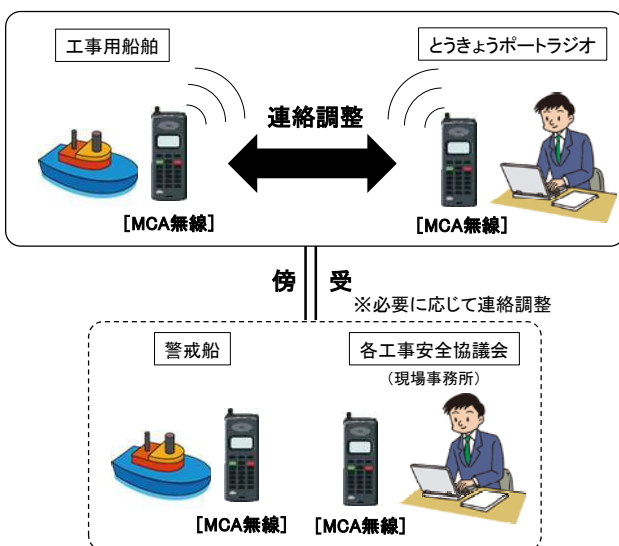 工事用船舶
とうきょうポートラジオ
連絡調整
[MCA無線]
[MCA無線]
傍 受
※必要に応じて連絡調整
警戒船
各工事安全協議会
(現場事務所)
[MCA無線]
[MCA無線]